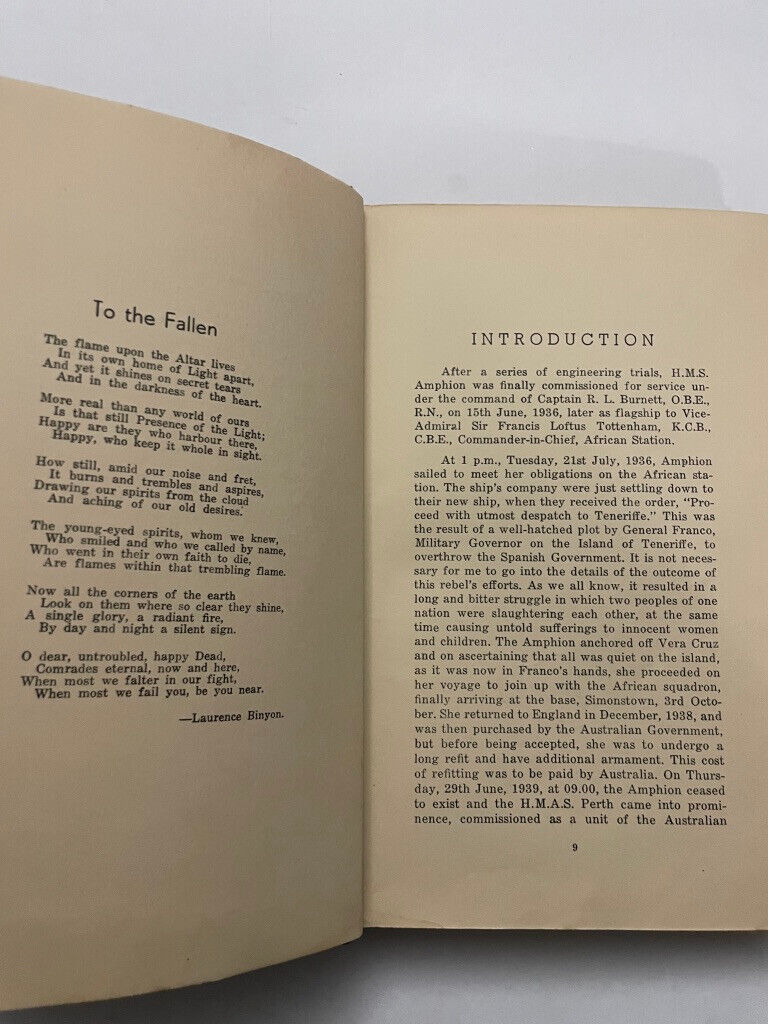 To the Fallen
The flame upon the Altar lives
In its own home of Light apart,
And yet it shines on secret tears
And in the darkness of the heart.
More real than any world of ours
Is that still Presence of the Light;
Happy are they who harbour there,
Happy, who keep it whole in sight.
How still, amid our noise and fret,
It burns and trembles and aspires,
Drawing our spirits from the cloud
And aching of our old desires.
The young-eyed spirits, whom we knew,
Who smiled and who we called by name,
Who went in their own faith to die,
Are flames within that trembling flame.
Now all the corners of the earth
Look on them where so clear they shine,
A single glory, a radiant fire,
By day and night a silent sign.
O dear, untroubled, happy Dead,
Comrades eternal, now and here,
When most we falter in our fight,
When most we fail you, be you near.
—Laurence Binyon.
INTRODUCTION
After a series of engineering trials, H.M.S.
Amphion was finally commissioned for service un-
der the command of Captain R. L. Burnett, O.B.E.,
R.N., on 15th June, 1936, later as flagship to Vice-
Admiral Sir Francis Loftus Tottenham, K.C.B.,
C.B.E., Commander-in-Chief, African Station.
At 1 p.m., Tuesday, 21st July, 1936, Amphion
sailed to meet her obligations on the African sta-
tion. The ship's company were just settling down to
their new ship, when they received the order, "Pro-
ceed with utmost despatch to Teneriffe." This was
the result of a well-hatched plot by General Franco,
Military Governor on the Island of Teneriffe, to
overthrow the Spanish Government. It is not neces-
sary for me to go into the details of the outcome of
this rebel's efforts. As we all know, it resulted in a
long and bitter struggle in which two peoples of one
nation were slaughtering each other, at the same
time causing untold sufferings to innocent women
and children. The Amphion anchored off Vera Cruz
and on ascertaining that all was quiet on the island,
as it was now in Franco's hands, she proceeded on
her voyage to join up with the African squadron,
finally arriving at the base, Simonstown, 3rd Octo-
ber. She returned to England in December, 1938, and
was then purchased by the Australian Government,
but before being accepted, she was to undergo a
long refit and have additional armament. This cost
of refitting was to be paid by Australia. On Thurs-
day, 29th June, 1939, at 09.00, the Amphion ceased
to exist and the H.M.A.S. Perth came into promi-
nence, commissioned as a unit of the Australian
9